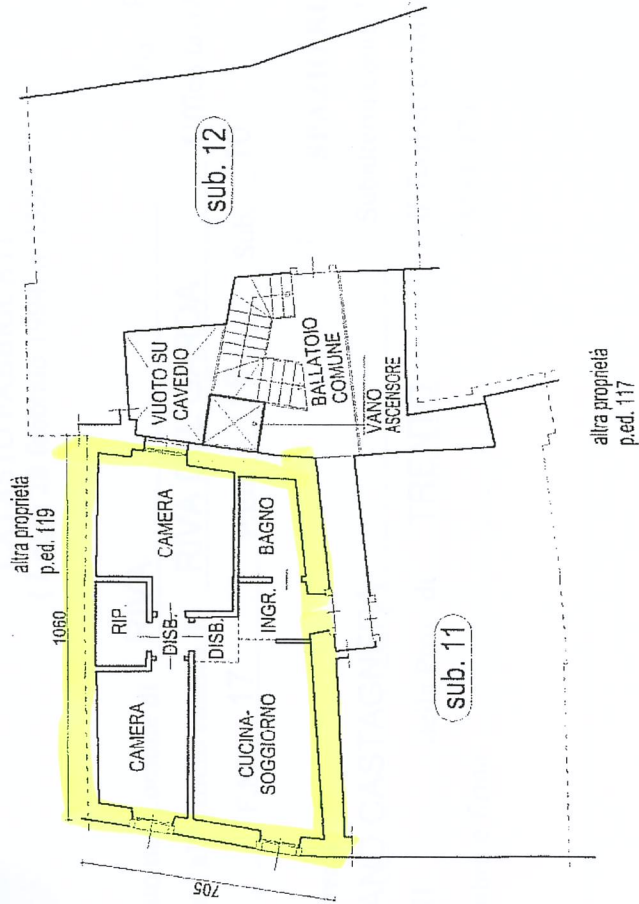 altra proprietà
p.ed. 119
1060
705
CAMERA
RIP.
CAMERA
DISB.
DISB.
CUCINA-
SOGGIORNO
INGR.
BAGNO
VUOTO SU
CAVEDIO
BALLATOIO
COMUNE
VANO
ASCENSORE
sub. 12
sub. 11
altra proprietà
p.ed. 117